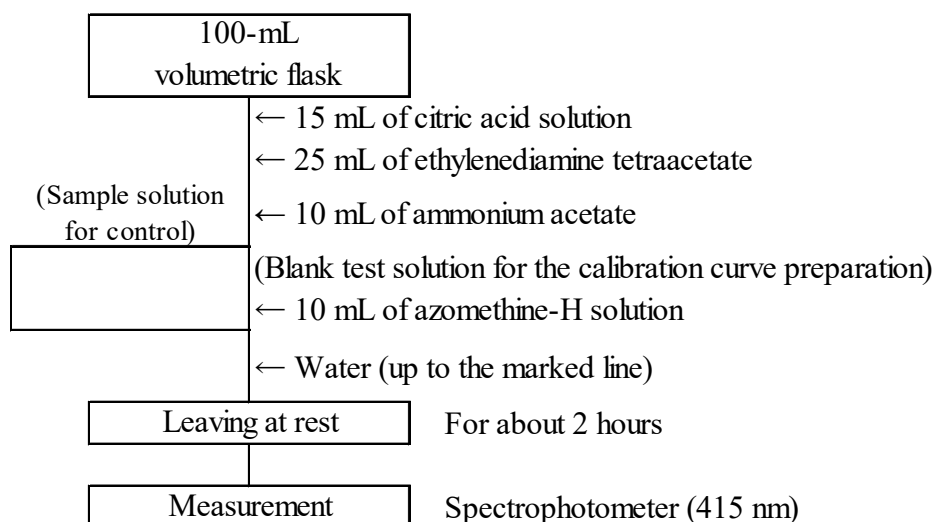 100-mL
volumetric flask
← 15 mL of citric acid solution
← 25 mL of ethylenediamine tetraacetate
(Sample solution
for control)
← 10 mL of ammonium acetate
(Blank test solution for the calibration curve preparation)
← 10 mL of azomethine-H solution
← Water (up to the marked line)
Leaving at rest
For about 2 hours
Measurement
Spectrophotometer (415 nm)